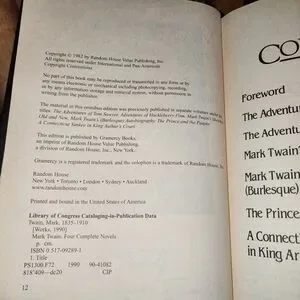 Copyright © 1982 by Random House Value Publishing, Inc.
All rights reserved under International and Pan-American
Copyright Conventions.
No part of this book may be reproduced or transmitted in any form or by
any means electronic or mechanical including photocopying, recording,
or by any information storage and retrieval system, without permission in
writing from the publisher.
The material in this omnibus edition was previously published in separate volumes under the
titles: The Adventures of Tom Sawyer, Adventures of Huckleberry Finn, Mark Twain's Sketches
Old and New, Mark Twain's (Burlesque) Autobiography, The Prince and the Pauper,
A Connecticut Yankee in King Arthur's Court.
This edition is published by Gramercy Books,
an imprint of Random House Value Publishing,
a division of Random House, Inc., New York.
Gramercy is a registered trademark and the colophon is a trademark of Random House, Inc.
Random House
New York • Toronto • London • Sydney • Auckland
www.randomhouse.com
Printed and bound in the United States of America
Library of Congress Cataloging-in-Publication Data
Twain, Mark, 1835-1910
[Works, 1990]
Mark Twain: Four Complete Novels
p. cm.
ISBN 0-517-09289-1
1. 1990 90-41082
PS1300.F72
818'409—dc20 CIP
12
CO
Foreword
The Adventu
The Adventu
Mark Twain'
Mark Twain'
(Burlesque)
The Prince
A Connecti
in King Ar